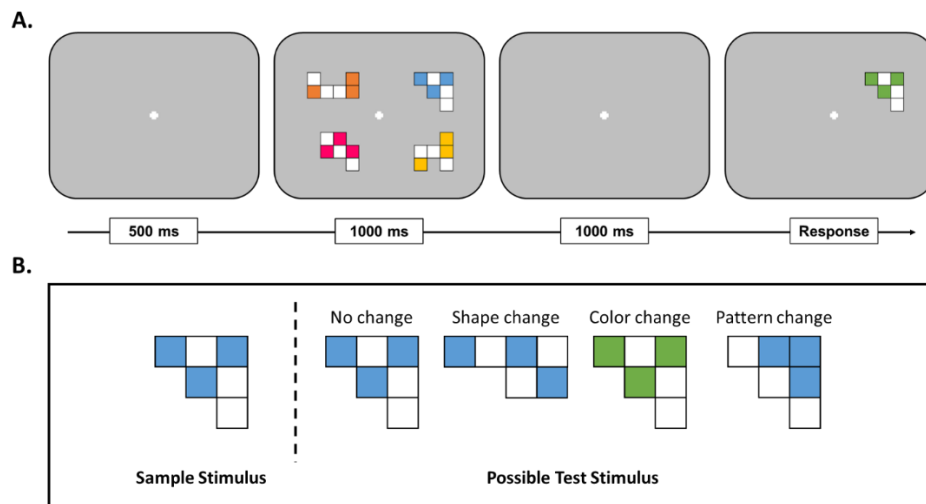 A.
500 ms
1000 ms
1000 ms
Response
B.
No change
Shape change
Color change
Pattern change
Sample Stimulus
Possible Test Stimulus